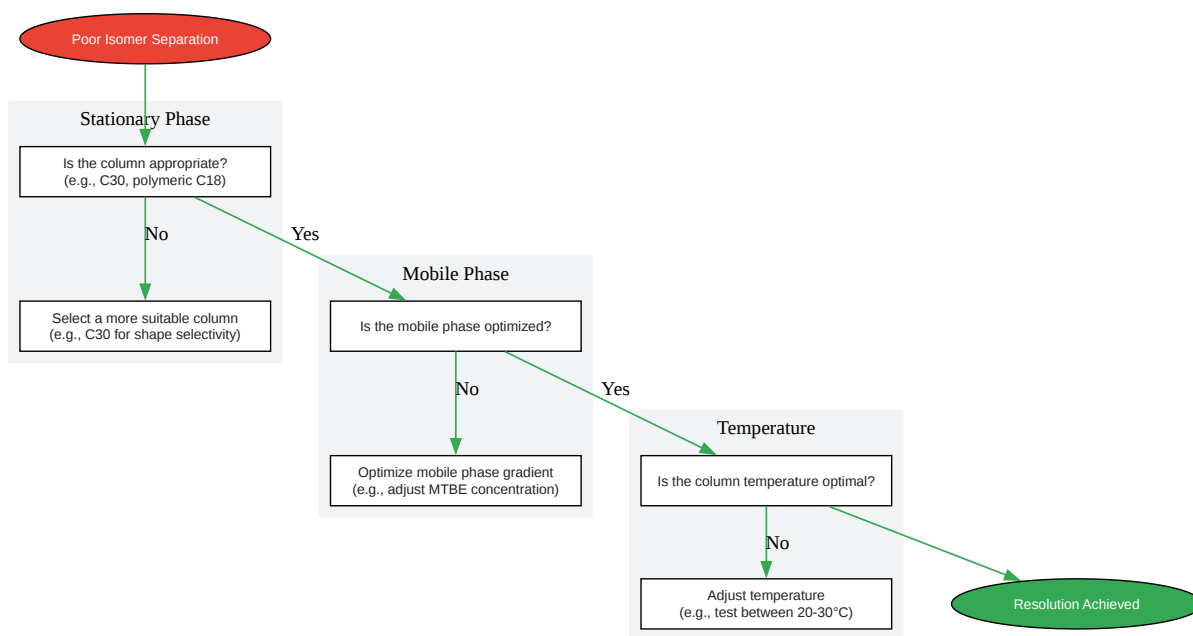 Poor Isomer Separation
Stationary Phase
Is the column appropriate?
(e.g., C30, polymeric C18)
No
Yes
Select a more suitable column
(e.g., C30 for shape selectivity)
Mobile Phase
Is the mobile phase optimized?
No
Yes
Optimize mobile phase gradient
(e.g., adjust MTBE concentration)
Temperature
Is the column temperature optimal?
No
Adjust temperature
(e.g., test between 20-30°C)
Resolution Achieved